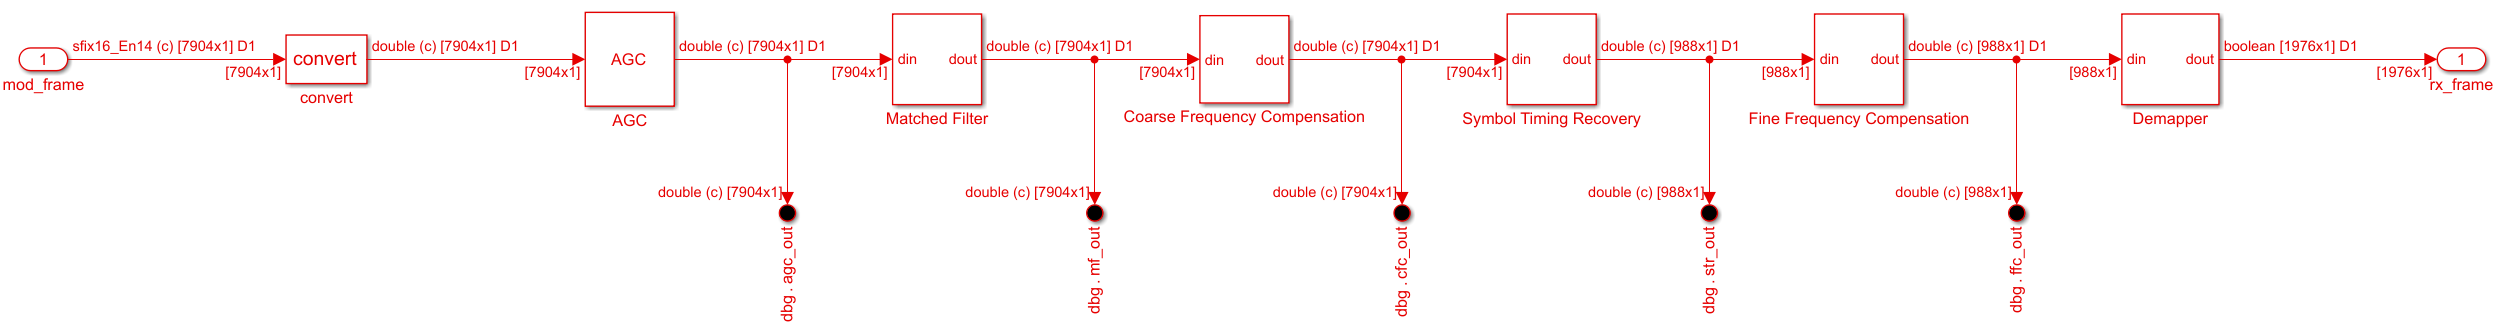 1
mod_frame
sfix16_En14 (c) [7904x1] D1
[7904x1]
convert
convert
double (c) [7904x1] D1
[7904x1]
AGC
AGC
double (c) [7904x1] D1
[7904x1]
din
dout
Matched Filter
double (c) [7904x1] D1
[7904x1]
din
dout
Coarse Frequency Compensation
double (c) [7904x1] D1
[7904x1]
din
dout
Symbol Timing Recovery
double (c) [988x1] D1
[988x1]
din
dout
Fine Frequency Compensation
double (c) [988x1] D1
[988x1]
din
dout
Demapper
boolean [1976x1] D1
[1976x1]
1
rx_frame
double (c) [7904x1]
dbg . agc_out
double (c) [7904x1]
dbg . mf_out
double (c) [7904x1]
dbg . cfc_out
double (c) [988x1]
dbg . str_out
double (c) [988x1]
dbg . ffc_out